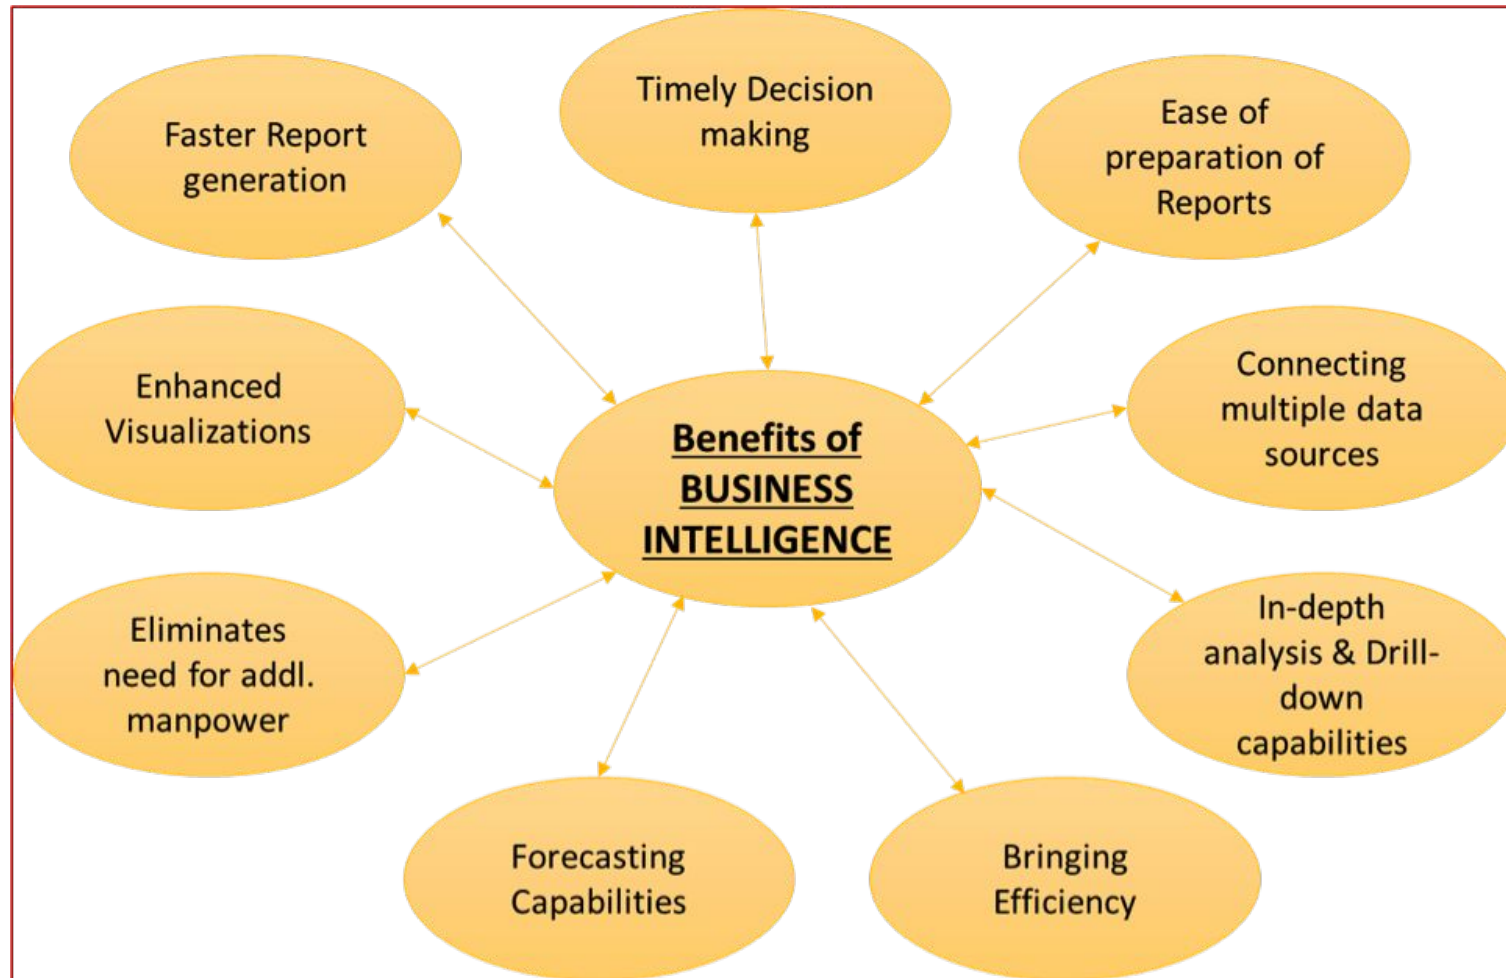 Timely Decision
making
Ease of
preparation of
Reports
Faster Report
generation
Connecting
multiple data
sources
Enhanced
Visualizations
Benefits of
BUSINESS
INTELLIGENCE
In-depth
analysis & Drill-
down
capabilities
Eliminates
need for addl.
manpower
Forecasting
Capabilities
Bringing
Efficiency